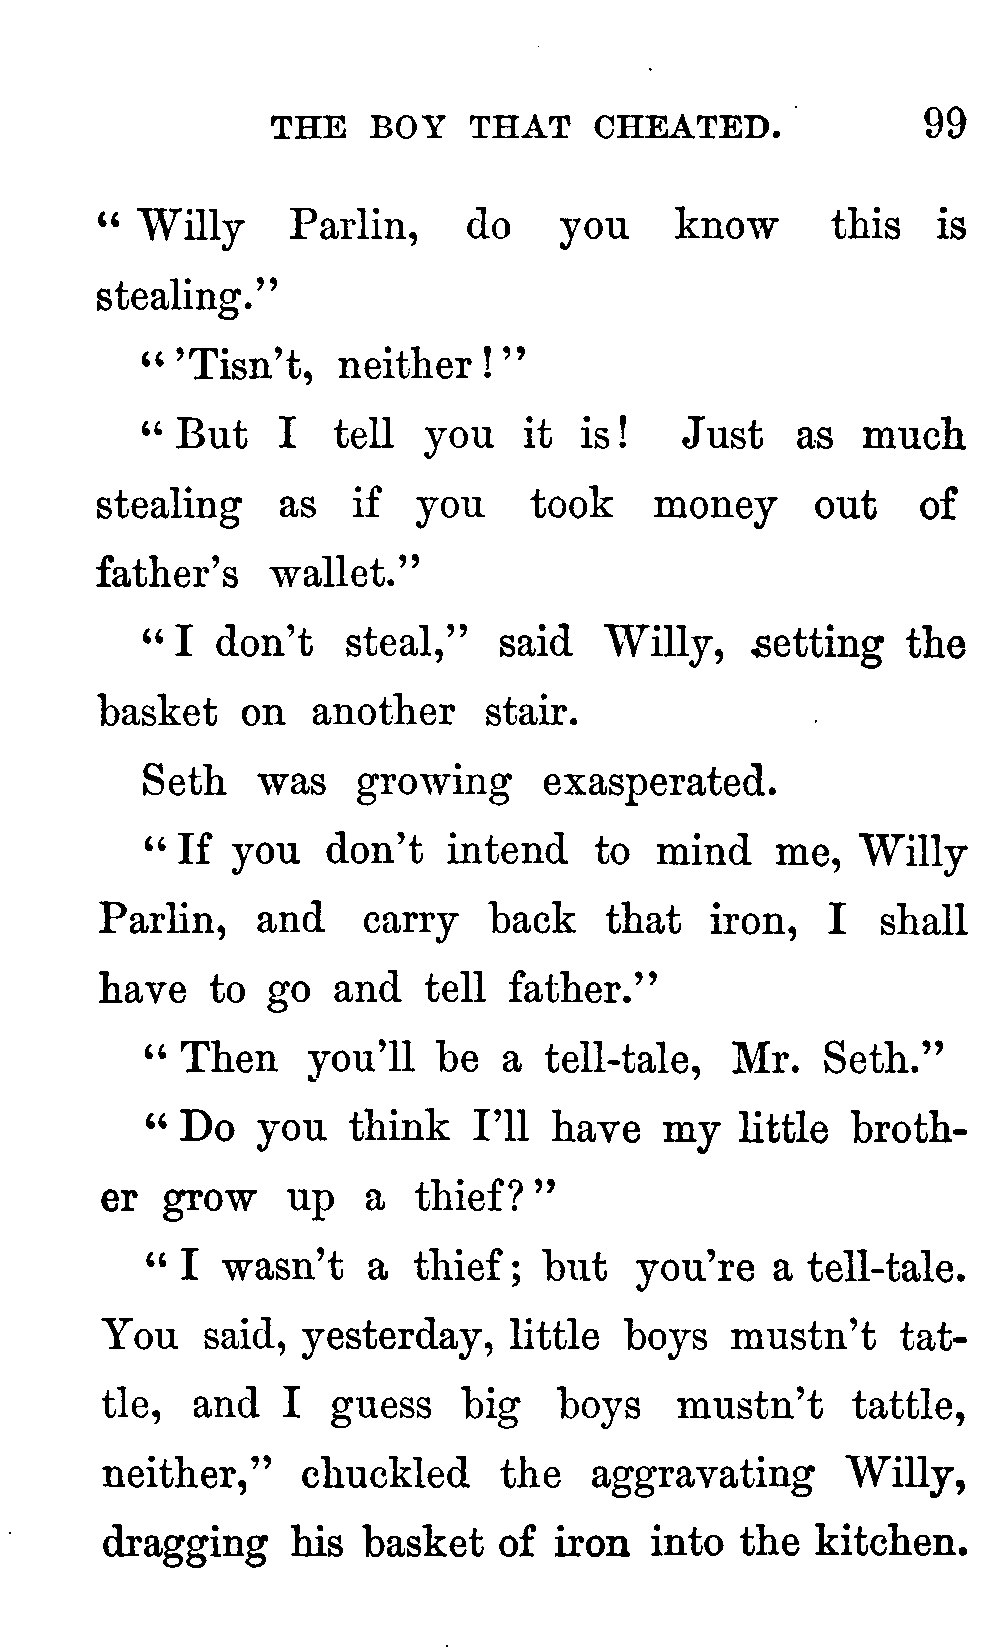 THE BOY THAT CHEATED. 99
“Willy Parlin, do you know this is
stealing.”
“’Tisn’t, neither!”
“But I tell you it is! Just as much
stealing as if you took money out of
father’s wallet.”
“I don’t steal,” said Willy, setting the
basket on another stair.
Seth was growing exasperated.
“If you don’t intend to mind me, Willy
Parlin, and carry back that iron, I shall
have to go and tell father.”
“Then you’ll be a tell-tale, Mr. Seth.”
“Do you think I’ll have my little broth-
er grow up a thief?”
“I wasn’t a thief; but you’re a tell-tale.
You said, yesterday, little boys mustn’t tat-
tle, and I guess big boys mustn’t tattle,
neither,” chuckled the aggravating Willy,
dragging his basket of iron into the kitchen.